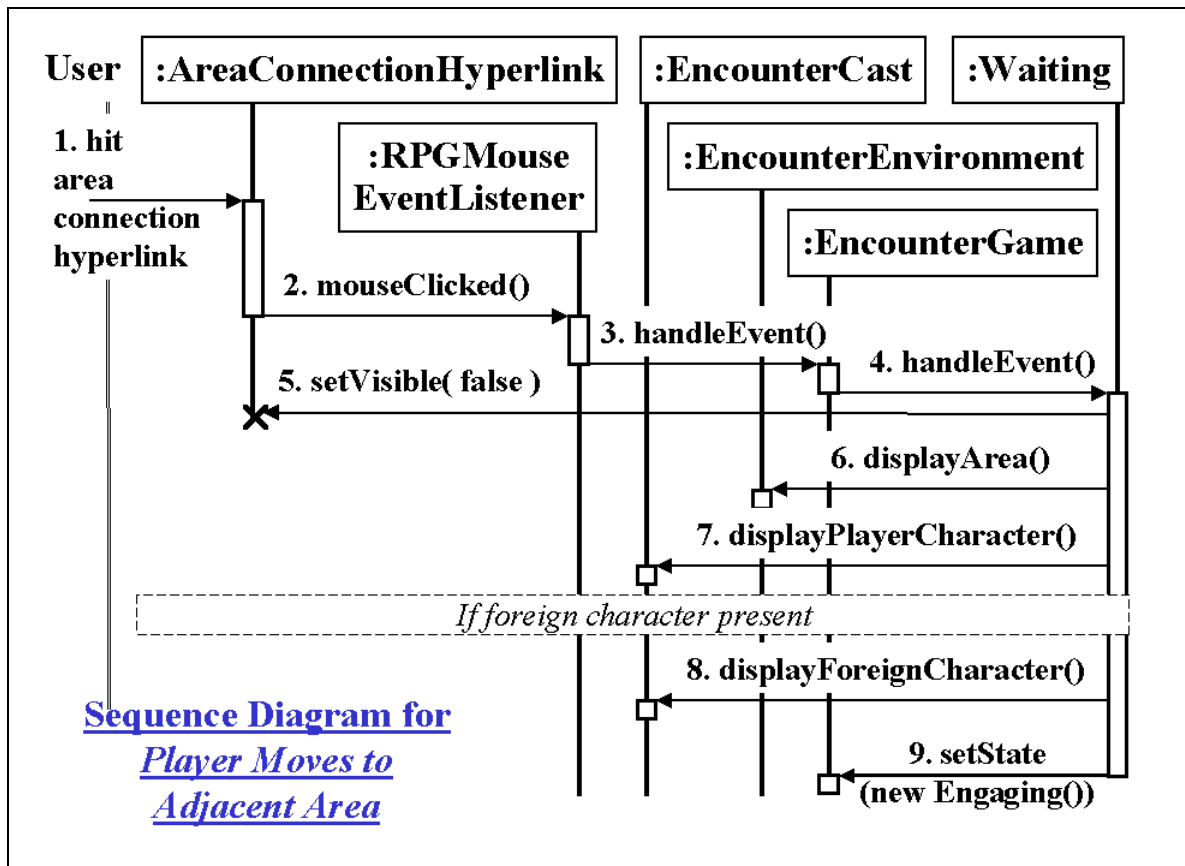 User
:AreaConnectionHyperlink
:EncounterCast
:Waiting
:RPGMouse
EventListener
:EncounterEnvironment
:EncounterGame
1. hit
area
connection
hyperlink
2. mouseClicked()
3. handleEvent()
4. handleEvent()
5. setVisible( false )
6. displayArea()
7. displayPlayerCharacter()
If foreign character present
8. displayForeignCharacter()
9. setState
(new Engaging())
Sequence Diagram for
Player Moves to
Adjacent Area